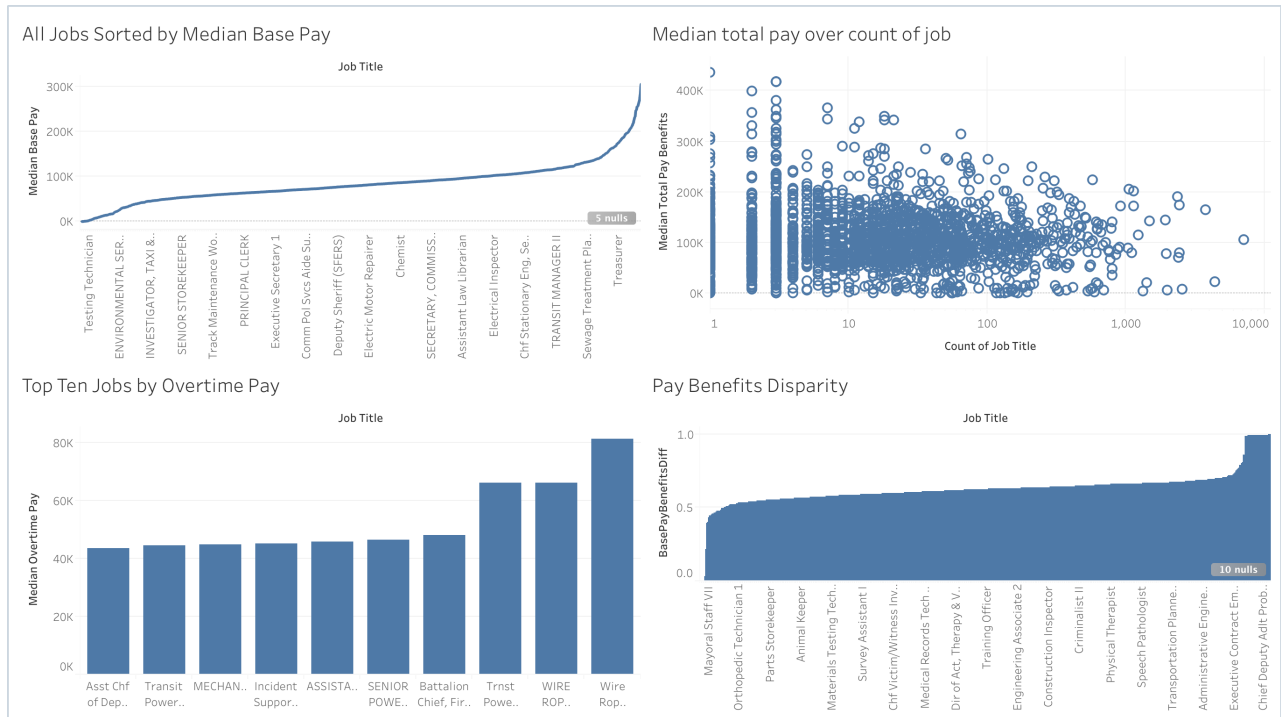 All Jobs Sorted by Median Base Pay
Job Title
Median Base Pay
300K
200K
100K
0K
5 nulls
Testing Technician
ENVIRONMENTAL SER..
INVESTIGATOR, TAXI &..
SENIOR STOREKEEPER
Track Maintenance Wo..
PRINCIPAL CLERK
Executive Secretary 1
Comm Pol Svcs Aide Su..
Deputy Sheriff (SFERS)
Electric Motor Repairer
Chemist
SECRETARY, COMMISS..
Assistant Law Librarian
Electrical Inspector
Chf Stationary Eng, Se..
TRANSIT MANAGER II
Sewage Treatment Pla..
Treasurer
Median total pay over count of job
Median Total Pay Benefits
400K
300K
200K
100K
0K
1
10
100
1,000
10,000
Count of Job Title
Top Ten Jobs by Overtime Pay
Job Title
Median Overtime Pay
80K
60K
40K
20K
0K
Asst Chf
of Dep..
Transit
Power..
MECHAN..
Incident
Suppor..
ASSISTA..
SENIOR
POWE..
Battalion
Chief, Fir..
Trnst
Powe..
WIRE
ROP..
Wire
Rop..
Pay Benefits Disparity
Job Title
BasePayBenefitsDiff
1.0
0.5
0.0
10 nulls
Mayoral Staff VII
Orthopedic Technician 1
Parts Storekeeper
Animal Keeper
Materials Testing Tech..
Survey Assistant I
Chf Victim/Witness Inv..
Medical Records Tech ..
Dir of Act, Therapy & V..
Training Officer
Engineering Associate 2
Construction Inspector
Criminalist II
Physical Therapist
Speech Pathologist
Transportation Planne..
Administrative Engine..
Executive Contract Em..
Chief Deputy Adlt Prob..